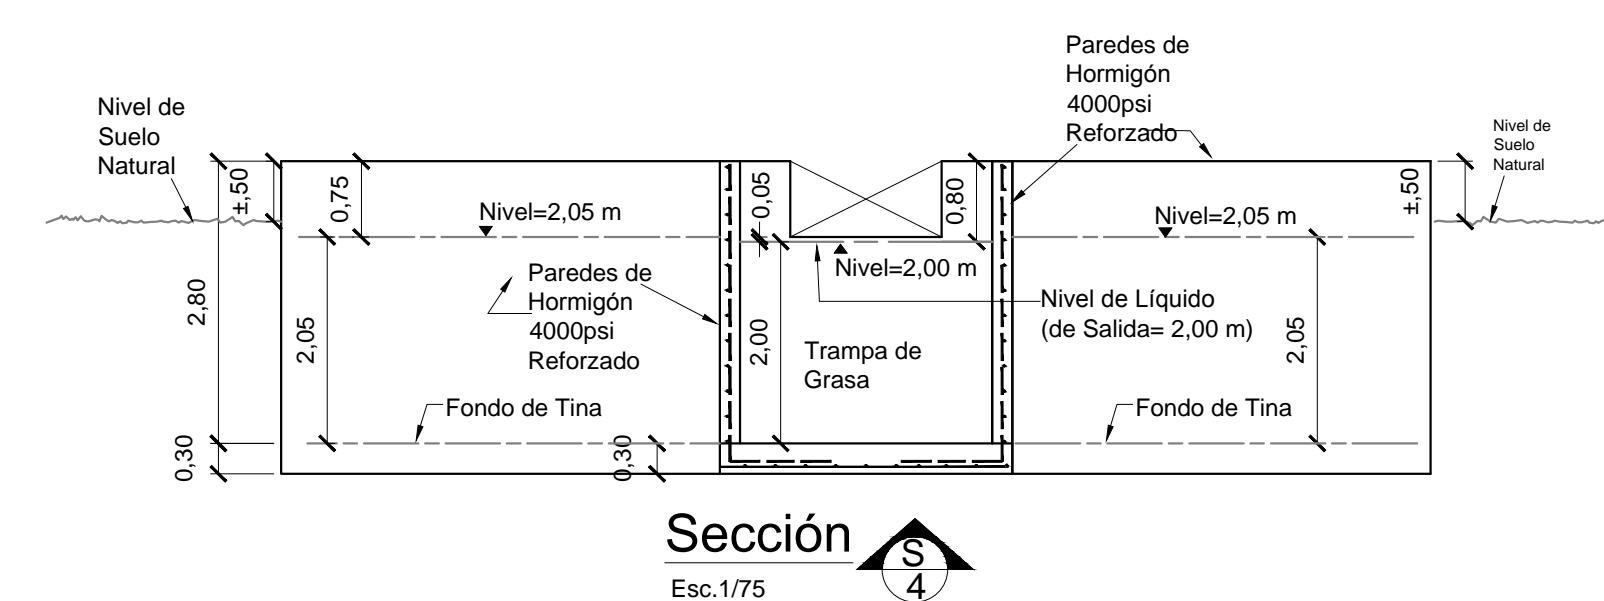 Paredes de
Hormigón
4000psi
Reforzado
Nivel de
Suelo
Natural
Nivel de
Suelo
Natural
±,50
0,75
0,05
0,80
±,50
Nivel=2,05 m
Nivel=2,05 m
Nivel=2,00 m
Paredes de
Hormigón
4000psi
Reforzado
Nivel de Líquido
(de Salida= 2,00 m)
2,80
2,05
2,00
2,05
Trampa de
Grasa
Fondo de Tina
Fondo de Tina
0,30
0,30
Sección
S
4
Esc.1/75